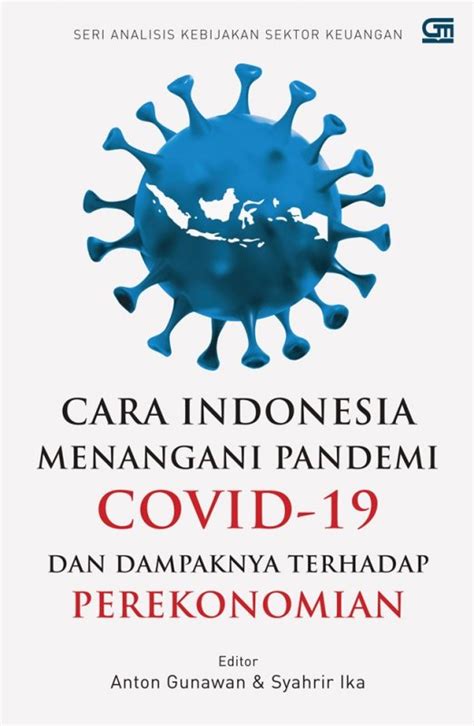 SERI ANALISIS KEBIJAKAN SEKTOR KEUANGAN
GM
CARA INDONESIA
MENANGANI PANDEMI
COVID-19
DAN DAMPAKNYA TERHADAP
PEREKONOMIAN
Editor
Anton Gunawan & Syahrir Ika